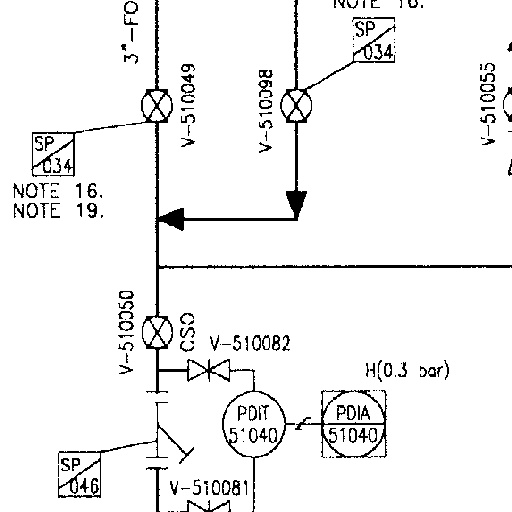 NOTE 16.
3"-FO
SP
034
V-510049
V-510098
V-510055
SP
034
NOTE 16.
NOTE 19.
V-510050
CSO
V-510082
H(0.3 bar)
PDIT
51040
PDIA
51040
SP
046
V-510081